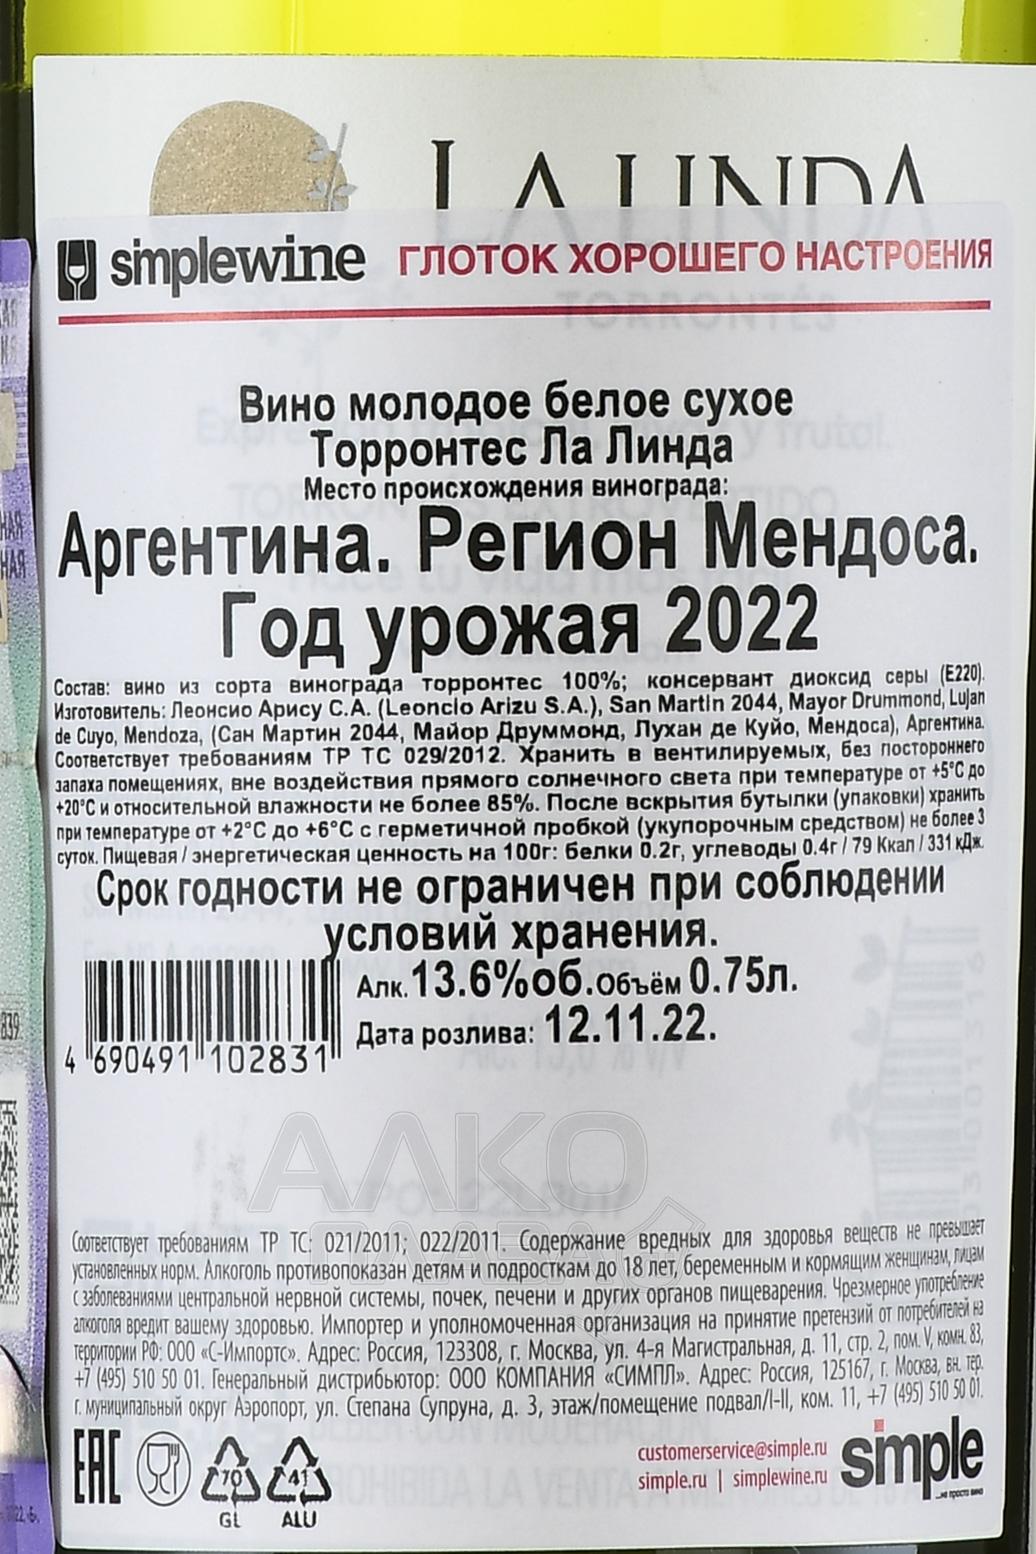 LA LINDA
simplewine ГЛОТОК ХОРОШЕГО НАСТРОЕНИЯ
TORRONTÉS
Вино молодое белое сухое
Торронтес Ла Линда
Место происхождения винограда:
Аргентина. Регион Мендоса.
Год урожая 2022
Состав: вино из сорта винограда торронтес 100%; консервант диоксид серы (Е220).
Изготовитель: Леонсио Арису С.А. (Leoncio Arizu S.A.), San Martin 2044, Mayor Drummond, Lujan
de Cuyo, Mendoza, (Сан Мартин 2044, Майор Друммонд, Лухан де Куйо, Мендоса), Аргентина.
Соответствует требованиям ТР ТС 029/2012. Хранить в вентилируемых, без постороннего
запаха помещениях, вне воздействия прямого солнечного света при температуре от +5°С до
+20°С и относительной влажности не более 85%. После вскрытия бутылки (упаковки) хранить
при температуре от +2°С до +6°С с герметичной пробкой (укупорочным средством) не более 3
суток. Пищевая / энергетическая ценность на 100г: белки 0.2г, углеводы 0.4г / 79 Ккал / 331 кДж.
Срок годности не ограничен при соблюдении
условий хранения.
Алк. 13.6%об. Объём 0.75л.
Дата розлива: 12.11.22.
4 690491 102831
АЛКО
ПЛАЗА
Соответствует требованиям ТР ТС: 021/2011; 022/2011. Содержание вредных для здоровья веществ не превышает
установленных норм. Алкоголь противопоказан детям и подросткам до 18 лет, беременным и кормящим женщинам, лицам
с заболеваниями центральной нервной системы, почек, печени и других органов пищеварения. Чрезмерное употребление
алкоголя вредит вашему здоровью. Импортер и уполномоченная организация на принятие претензий от потребителей на
территории РФ: ООО «С-Импортс». Адрес: Россия, 123308, г. Москва, ул. 4-я Магистральная, д. 11, стр. 2, пом. V, комн. 83,
+7 (495) 510 50 01. Генеральный дистрибьютор: ООО КОМПАНИЯ «СИМПЛ». Адрес: Россия, 125167, г. Москва, вн. тер.
г. муниципальный округ Аэропорт, ул. Степана Супруна, д. 3, этаж/помещение подвал/I-II, ком. 11, +7 (495) 510 50 01.
EAC
70
GL
41
ALU
customerservice@simple.ru
simple.ru | simplewine.ru
simple
...не просто вино